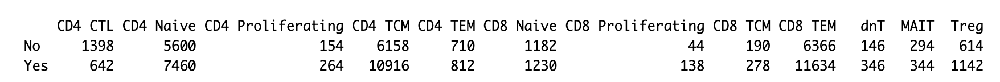 CD4 CTL CD4 Naive CD4 Proliferating CD4 TCM CD4 TEM CD8 Naive CD8 Proliferating CD8 TCM CD8 TEM dnT MAIT Treg
No 1398 5600 154 6158 710 1182 44 190 6366 146 294 614
Yes 642 7460 264 10916 812 1230 138 278 11634 346 344 1142